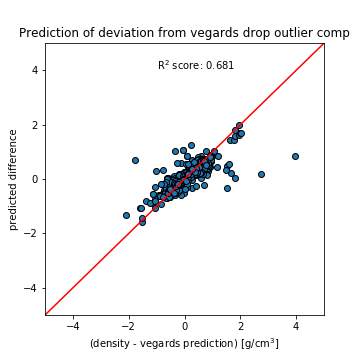 Prediction of deviation from vegards drop outlier comp
R² score: 0.681
predicted difference
4
2
0
−2
−4
−4
−2
0
2
4
(density - vegards prediction) [g/cm³]